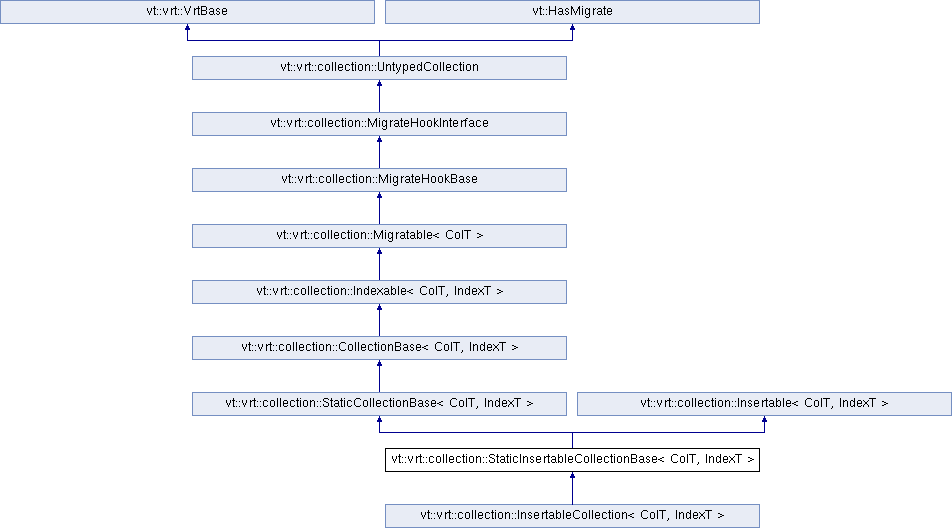 vt::vrt::VrtBase
vt::HasMigrate
vt::vrt::collection::UntypedCollection
vt::vrt::collection::MigrateHookInterface
vt::vrt::collection::MigrateHookBase
vt::vrt::collection::Migratable< ColT >
vt::vrt::collection::Indexable< ColT, IndexT >
vt::vrt::collection::CollectionBase< ColT, IndexT >
vt::vrt::collection::StaticCollectionBase< ColT, IndexT >
vt::vrt::collection::Insertable< ColT, IndexT >
vt::vrt::collection::StaticInsertableCollectionBase< ColT, IndexT >
vt::vrt::collection::InsertableCollection< ColT, IndexT >